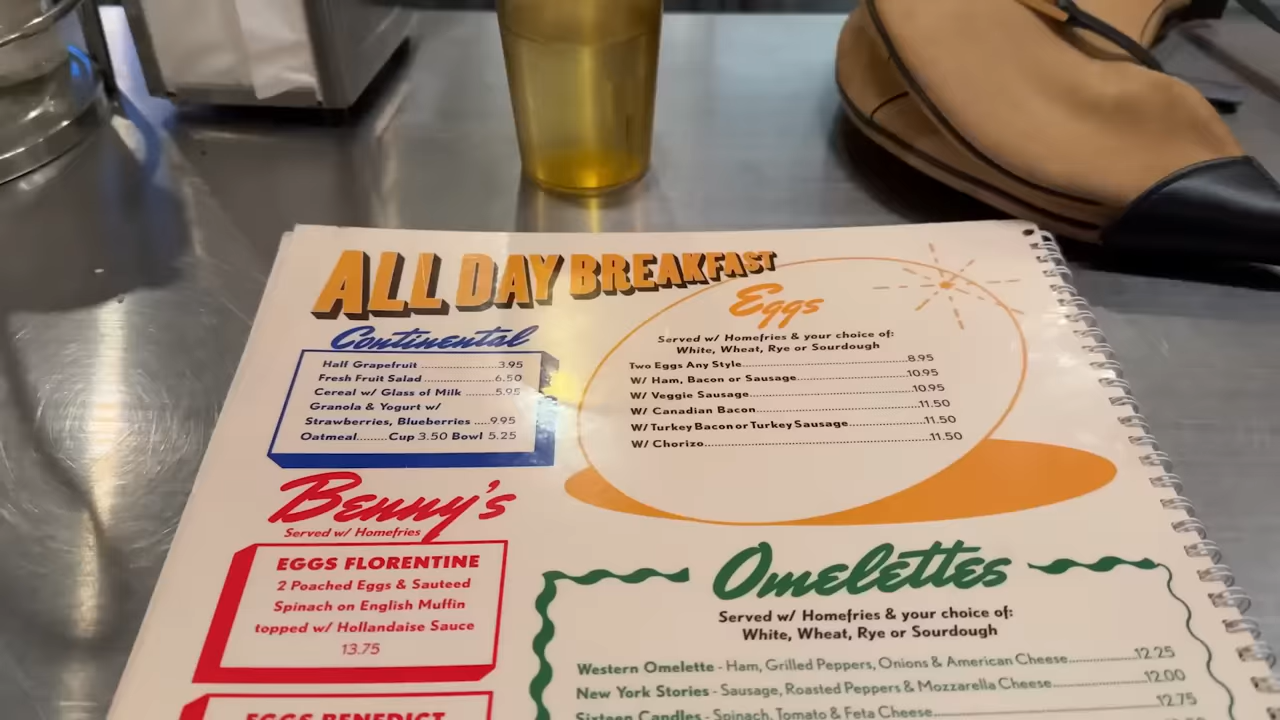 ALL DAY BREAKFAST
Continental
Half Grapefruit ........................ 3.95
Fresh Fruit Salad ..................6.50
Cereal w/ Glass of Milk .......5.95
Granola & Yogurt w/
Strawberries, Blueberries ....9.95
Oatmeal........Cup 3.50 Bowl 5.25
Eggs
Served w/ Homefries & your choice of:
White, Wheat, Rye or Sourdough
Two Eggs Any Style............................................8.95
W/ Ham, Bacon or Sausage..............................10.95
W/ Veggie Sausage...........................................10.95
W/ Canadian Bacon...........................................11.50
W/ Turkey Bacon or Turkey Sausage....................11.50
W/ Chorizo..........................................................11.50
Benny's
Served w/ Homefries
EGGS FLORENTINE
2 Poached Eggs & Sauteed
Spinach on English Muffin
topped w/ Hollandaise Sauce
13.75
EGGS BENEDICT
Omelettes
Served w/ Homefries & your choice of:
White, Wheat, Rye or Sourdough
Western Omelette - Ham, Grilled Peppers, Onions & American Cheese..................12.25
New York Stories - Sausage, Roasted Peppers & Mozzarella Cheese.......................12.00
Sixteen Candles - Spinach, Tomato & Feta Cheese..............................................12.75